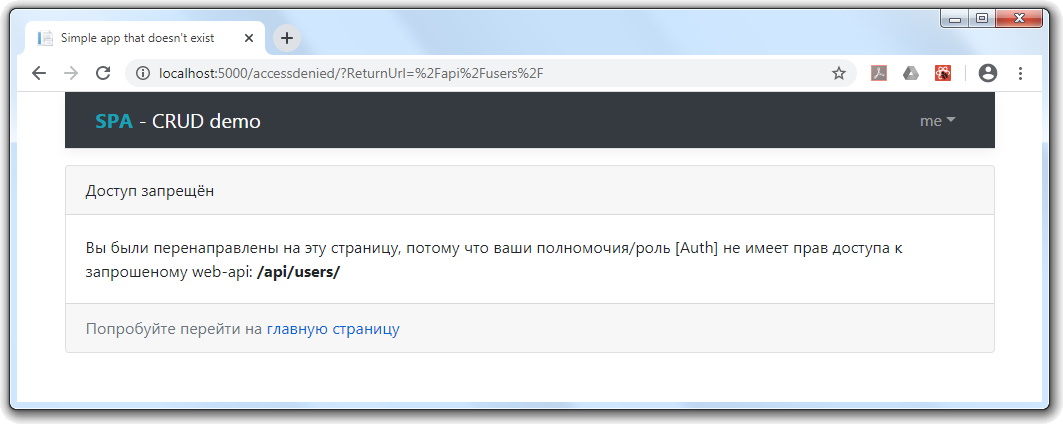 Simple app that doesn't exist
localhost:5000/accessdenied/?ReturnUrl=%2Fapi%2Fusers%2F
SPA - CRUD demo
me
Доступ запрещён
Вы были перенаправлены на эту страницу, потому что ваши полномочия/роль [Auth] не имеет прав доступа к
запрошеному web-api: /api/users/
Попробуйте перейти на главную страницу